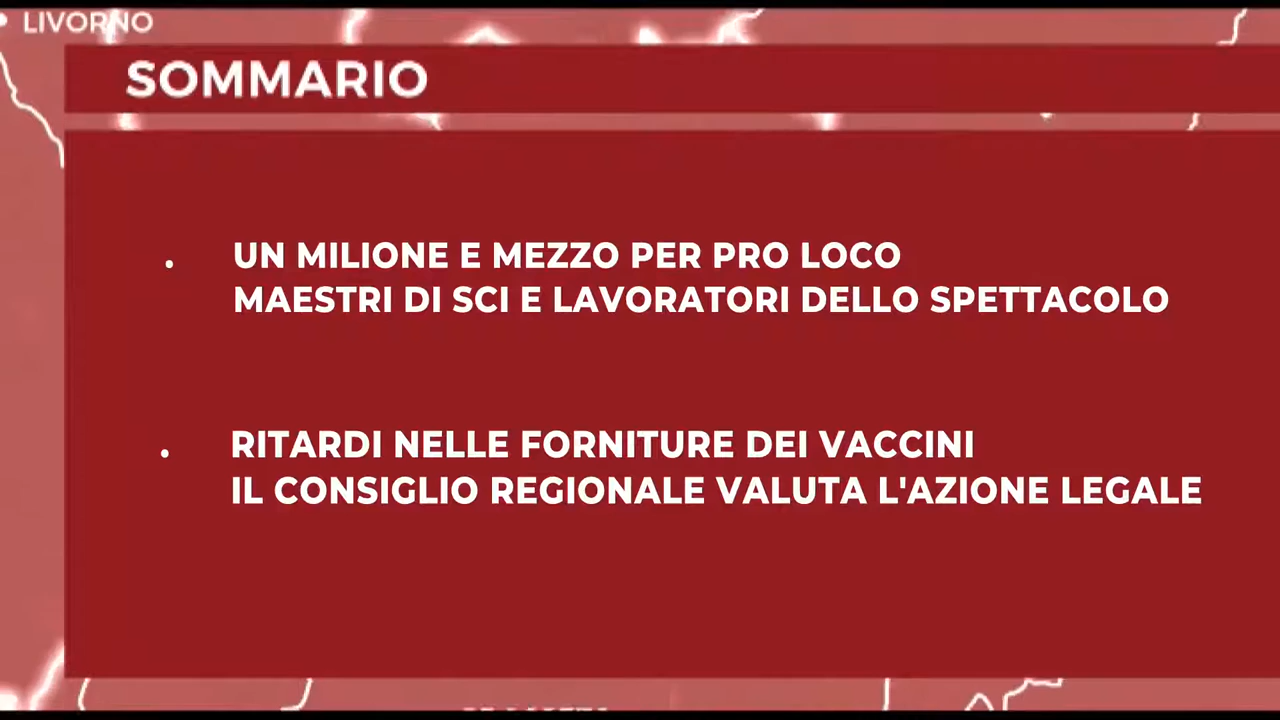 LIVORNO
SOMMARIO
. UN MILIONE E MEZZO PER PRO LOCO
MAESTRI DI SCI E LAVORATORI DELLO SPETTACOLO
. RITARDI NELLE FORNITURE DEI VACCINI
IL CONSIGLIO REGIONALE VALUTA L'AZIONE LEGALE